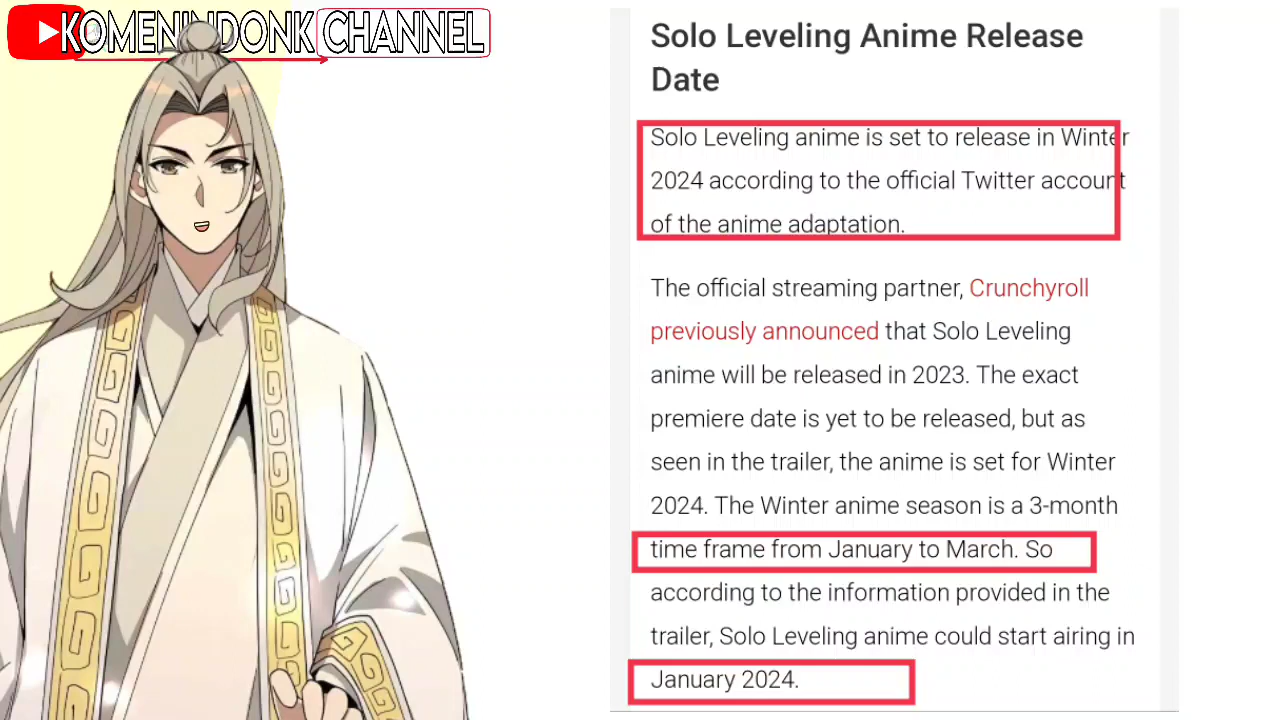 KOMENINDONK CHANNEL
Solo Leveling Anime Release
Date
Solo Leveling anime is set to release in Winter
2024 according to the official Twitter account
of the anime adaptation.
The official streaming partner, Crunchyroll
previously announced that Solo Leveling
anime will be released in 2023. The exact
premiere date is yet to be released, but as
seen in the trailer, the anime is set for Winter
2024. The Winter anime season is a 3-month
time frame from January to March. So
according to the information provided in the
trailer, Solo Leveling anime could start airing in
January 2024.